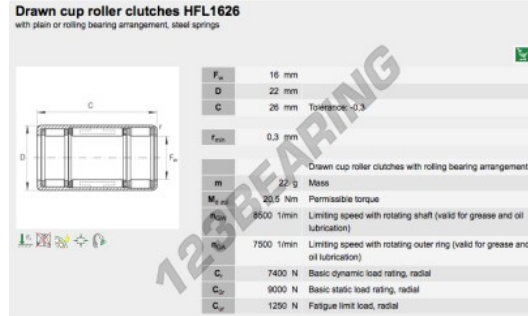 Drawn cup roller clutches HFL1626
with plain or rolling bearing arrangement, steel springs
Fw 16 mm
D 22 mm
C 26 mm Tolerance: -0,3
rmin 0,3 mm
Drawn cup roller clutches with rolling bearing arrangement
m 22 g Mass
20,5 Nm Permissible torque
8500 1/min Limiting speed with rotating shaft (valid for grease and oil
lubrication)
7500 1/min Limiting speed with rotating outer ring (valid for grease and
oil lubrication)
Cr 7400 N Basic dynamic load rating, radial
C0r 9000 N Basic static load rating, radial
Cur 1250 N Fatigue limit load, radial
C
r
D
Fw
123BEARING